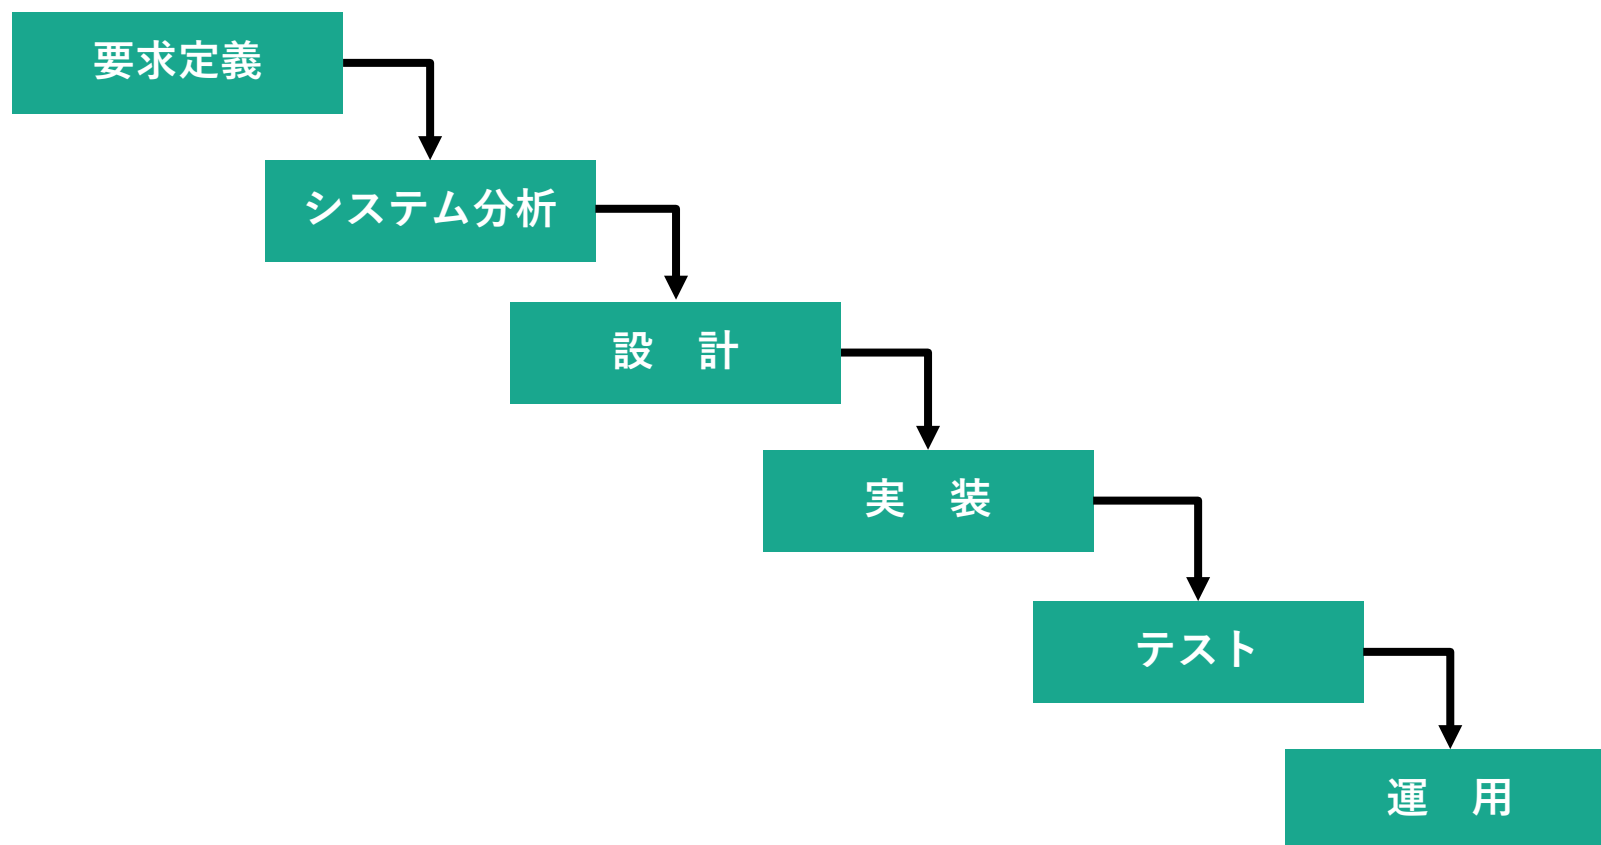 要求定義
システム分析
設　計
実　装
テスト
運　用